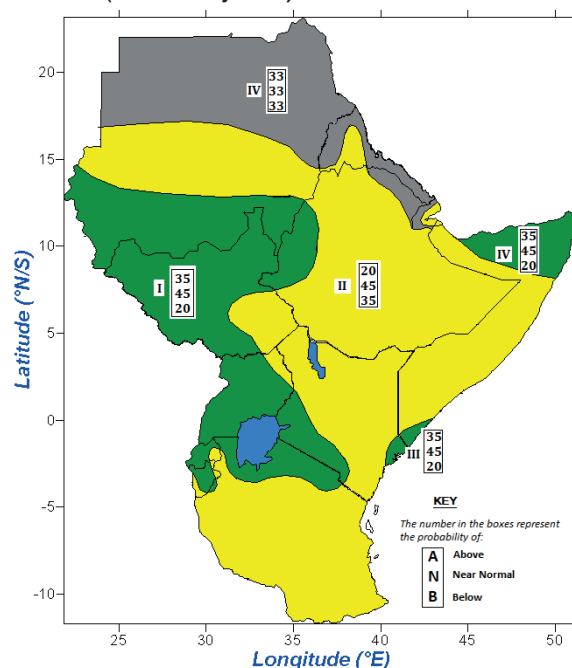 20
15
10
5
0
-5
-10
Latitude (°N/S)
IV
33
33
33
I
35
45
20
II
20
45
35
IV
35
45
20
III
35
45
20
KEY
The number in the boxes represent
the probability of:
A Above
N Near Normal
B Below
25 30 35 40 45 50
Longitude (°E)